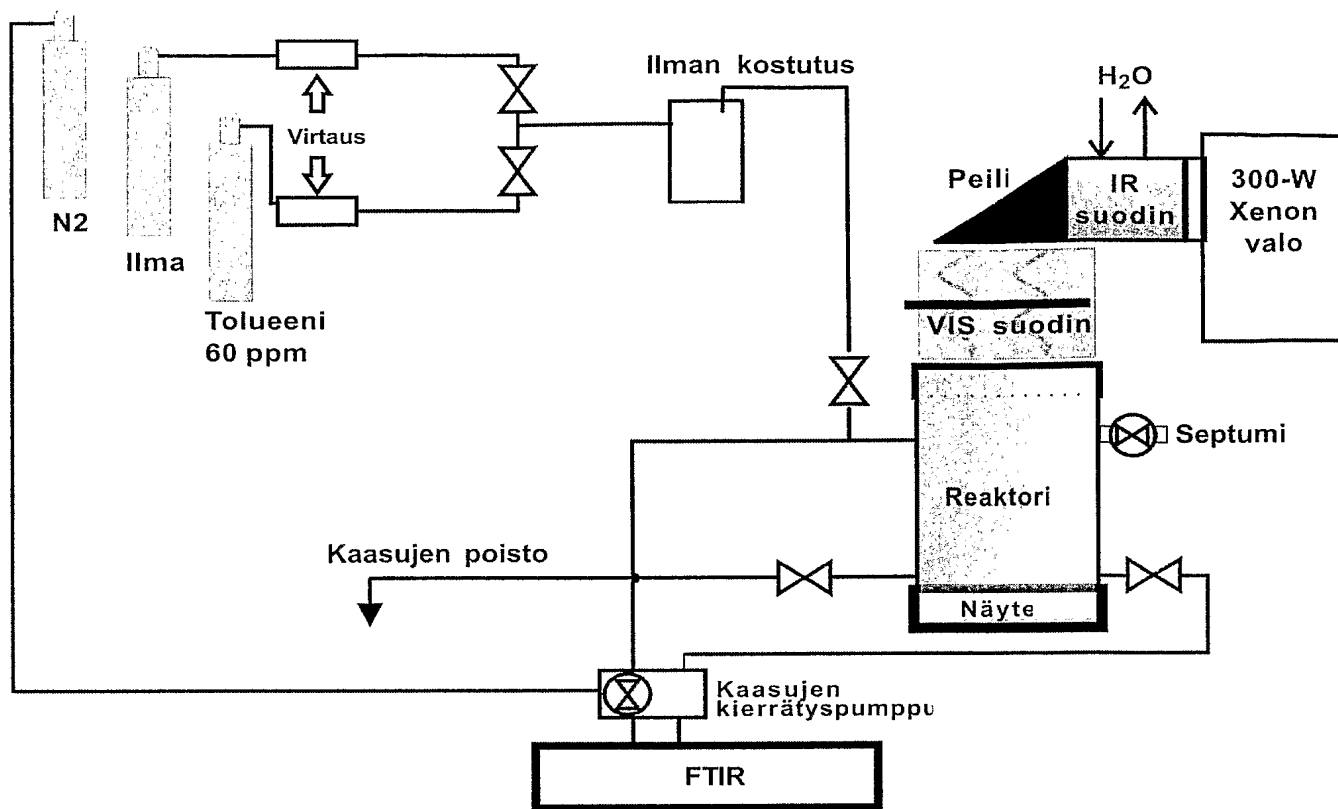 N2
Ilma
Tolueeni
60 ppm
Virtaus
Ilman kostutus
H₂O
Peili
IR
suodin
300-W
Xenon
valo
VIS suodin
Septumi
Reaktori
Näyte
Kaasujen poisto
Kaasujen
kierrätyspumppu
FTIR